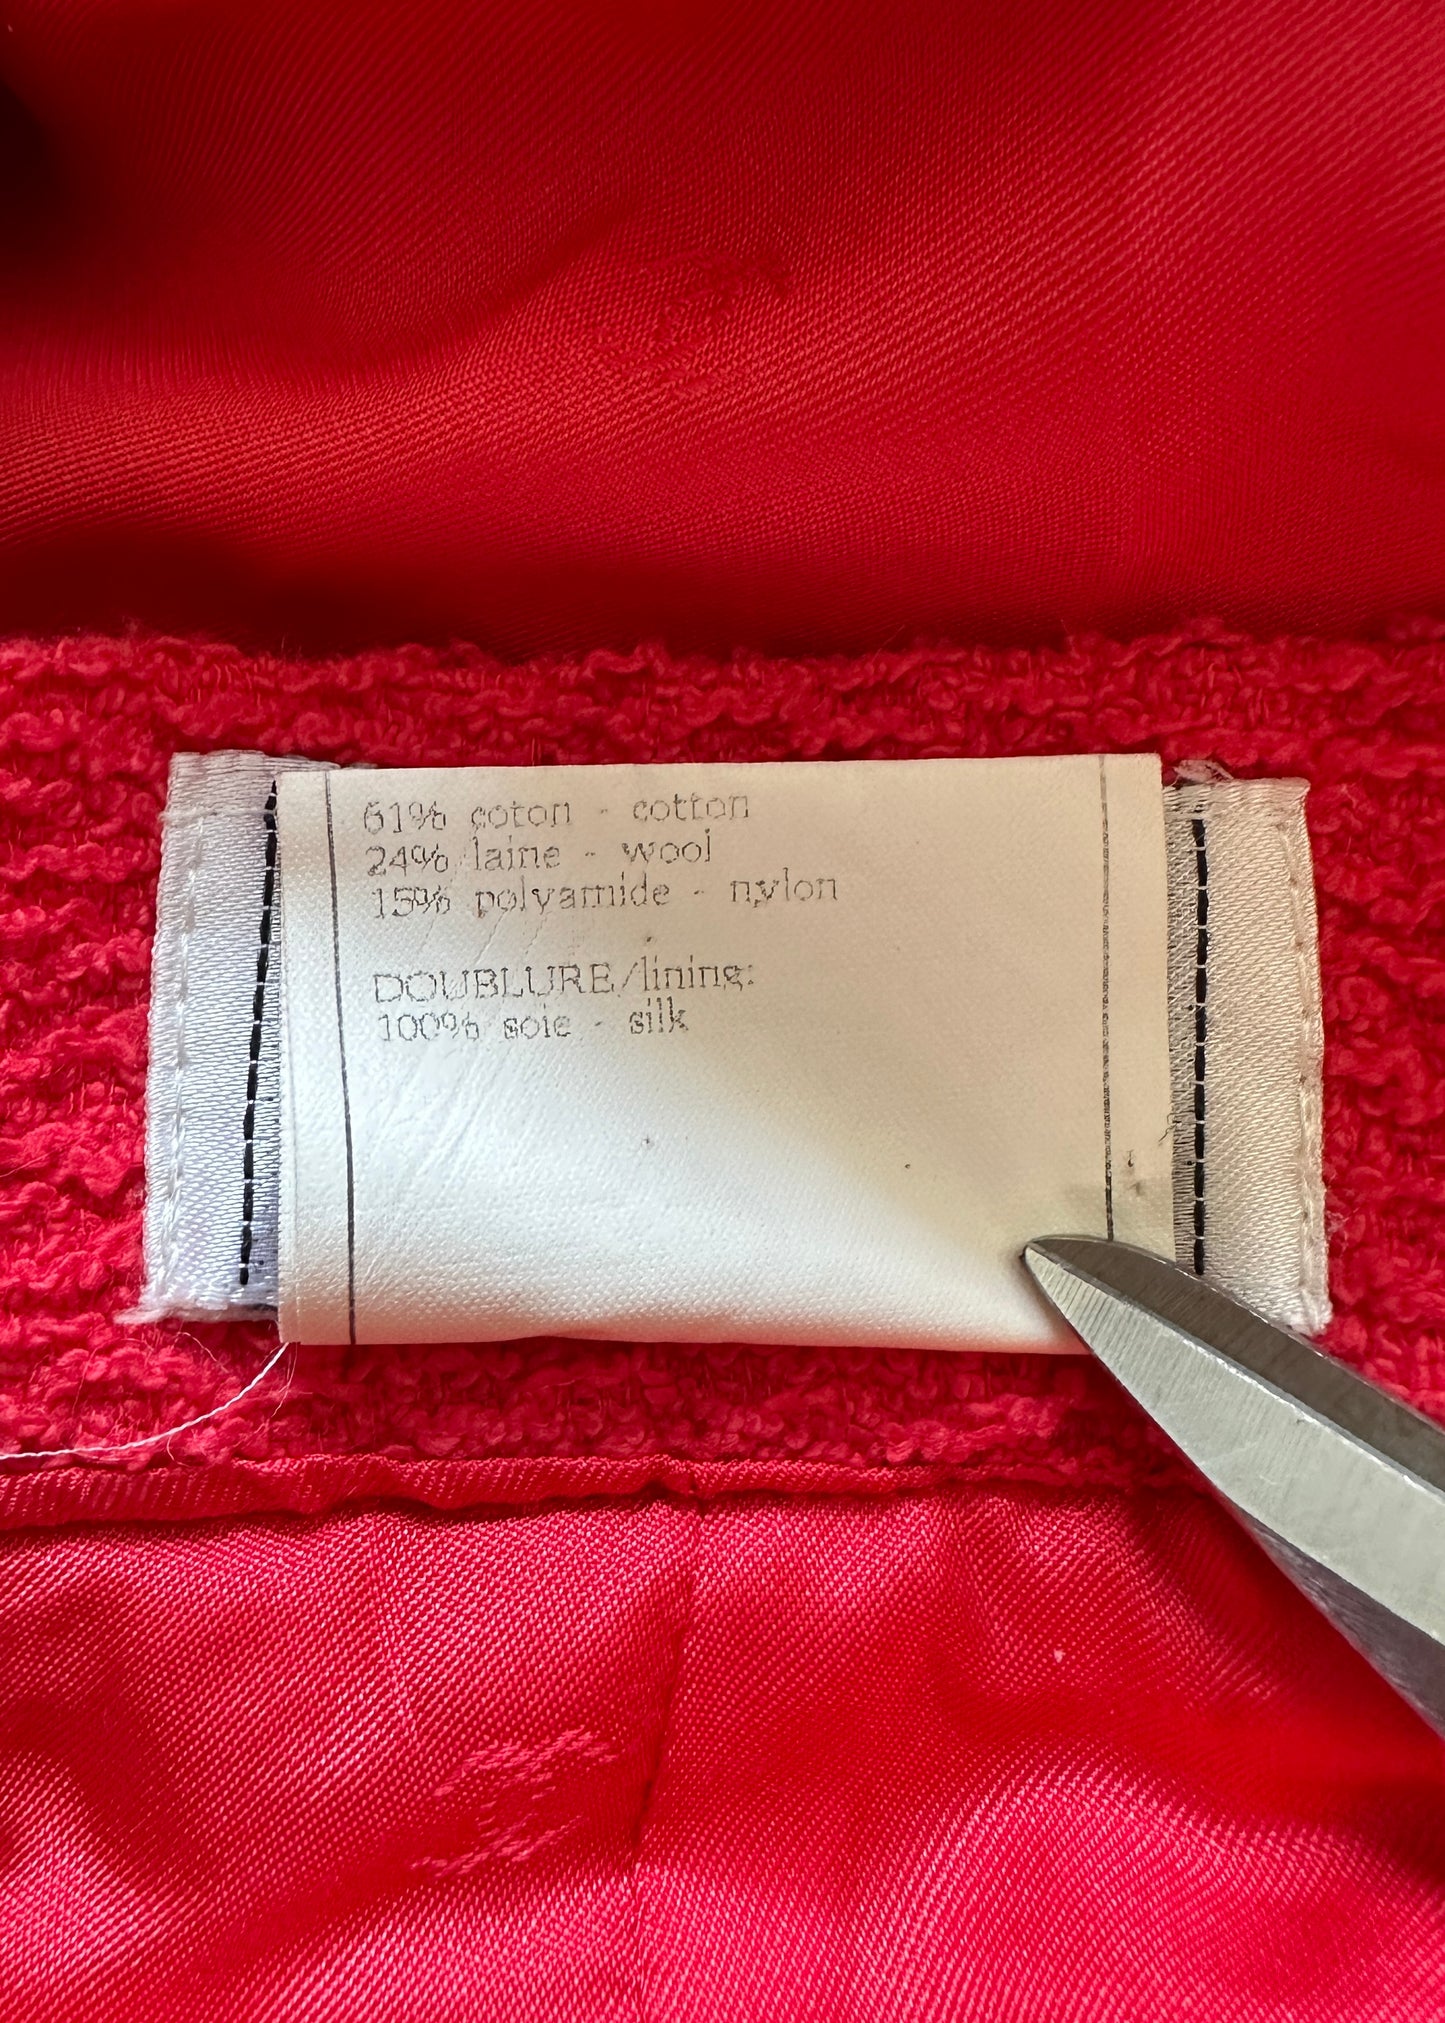 61% coton - cotton
24% laine - wool
15% polyamide - nylon
DOUBLURE/lining:
100% soie - silk